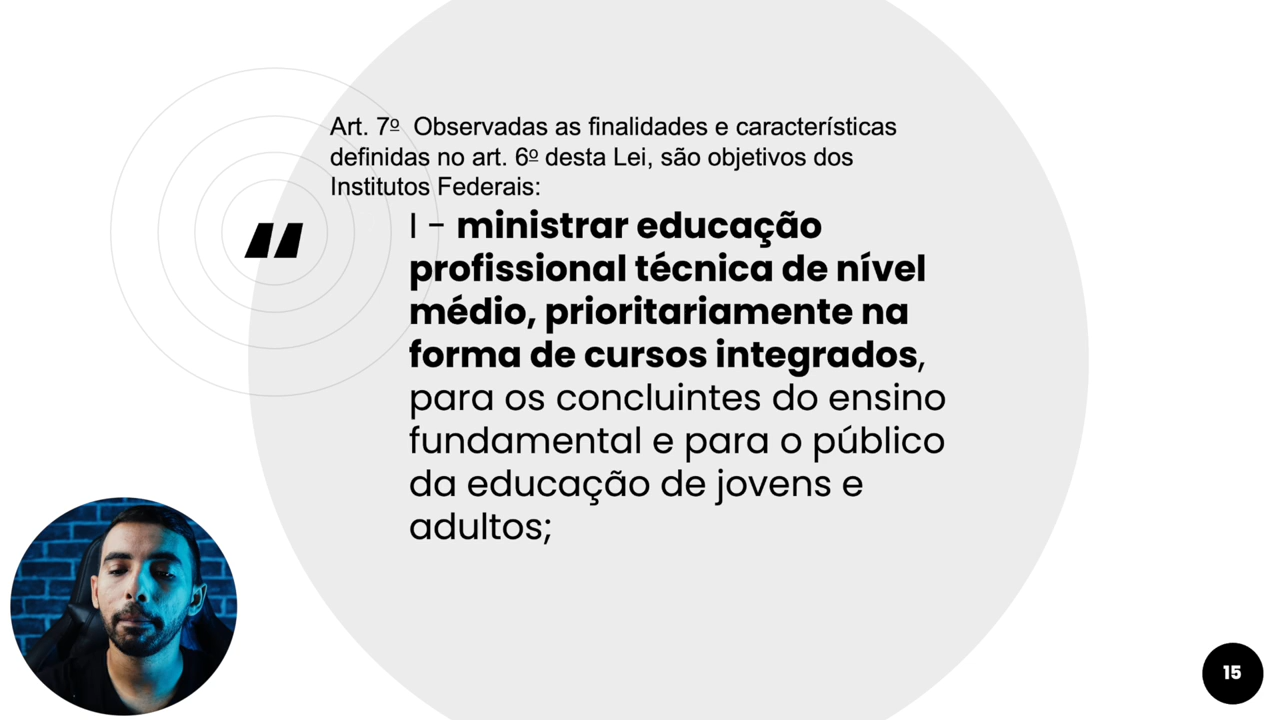 Art. 7º  Observadas as finalidades e características
definidas no art. 6º desta Lei, são objetivos dos
Institutos Federais:
“
I - ministrar educação
profissional técnica de nível
médio, prioritariamente na
forma de cursos integrados,
para os concluintes do ensino
fundamental e para o público
da educação de jovens e
adultos;
15